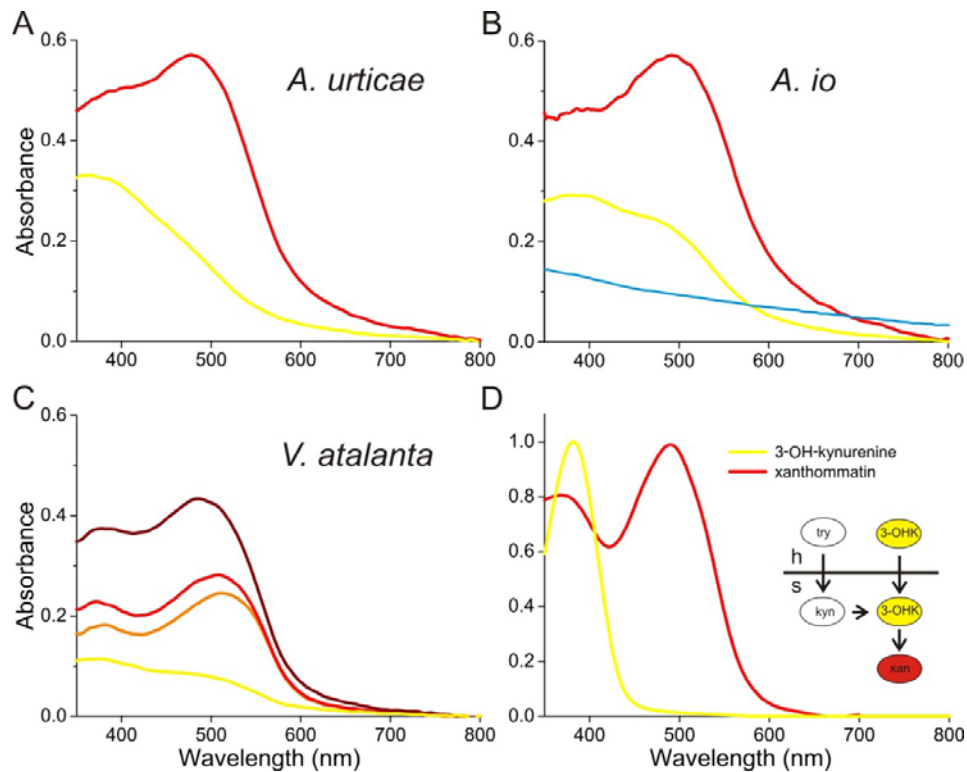 A
0.6
0.4
0.2
0.0
Absorbance
A. urticae
400 500 600 700 800
B
0.6
0.4
0.2
0.0
A. io
400 500 600 700 800
C
0.6
0.4
0.2
0.0
Absorbance
V. atalanta
400 500 600 700 800
Wavelength (nm)
D
1.0
0.8
0.6
0.4
0.2
0.0
3-OH-kynurenine
xanthommatin
try 3-OHK
h
s
kyn 3-OHK
xan
400 500 600 700 800
Wavelength (nm)